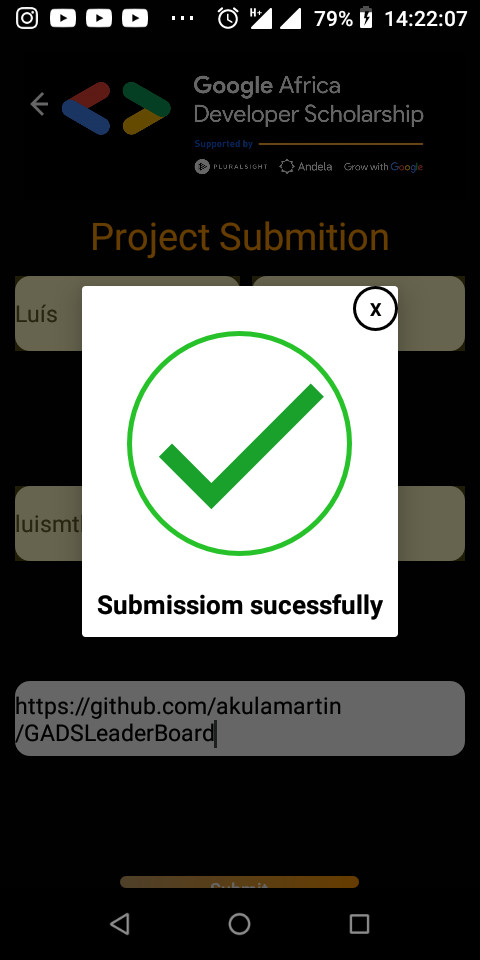 H+ 79% 14:22:07
Google Africa
Developer Scholarship
Supported by
PLURALSIGHT Andela Grow with Google
Project Submition
Luís
x
Submissiom sucessfully
https://github.com/akulamartin
/GADSLeaderBoard
Submit